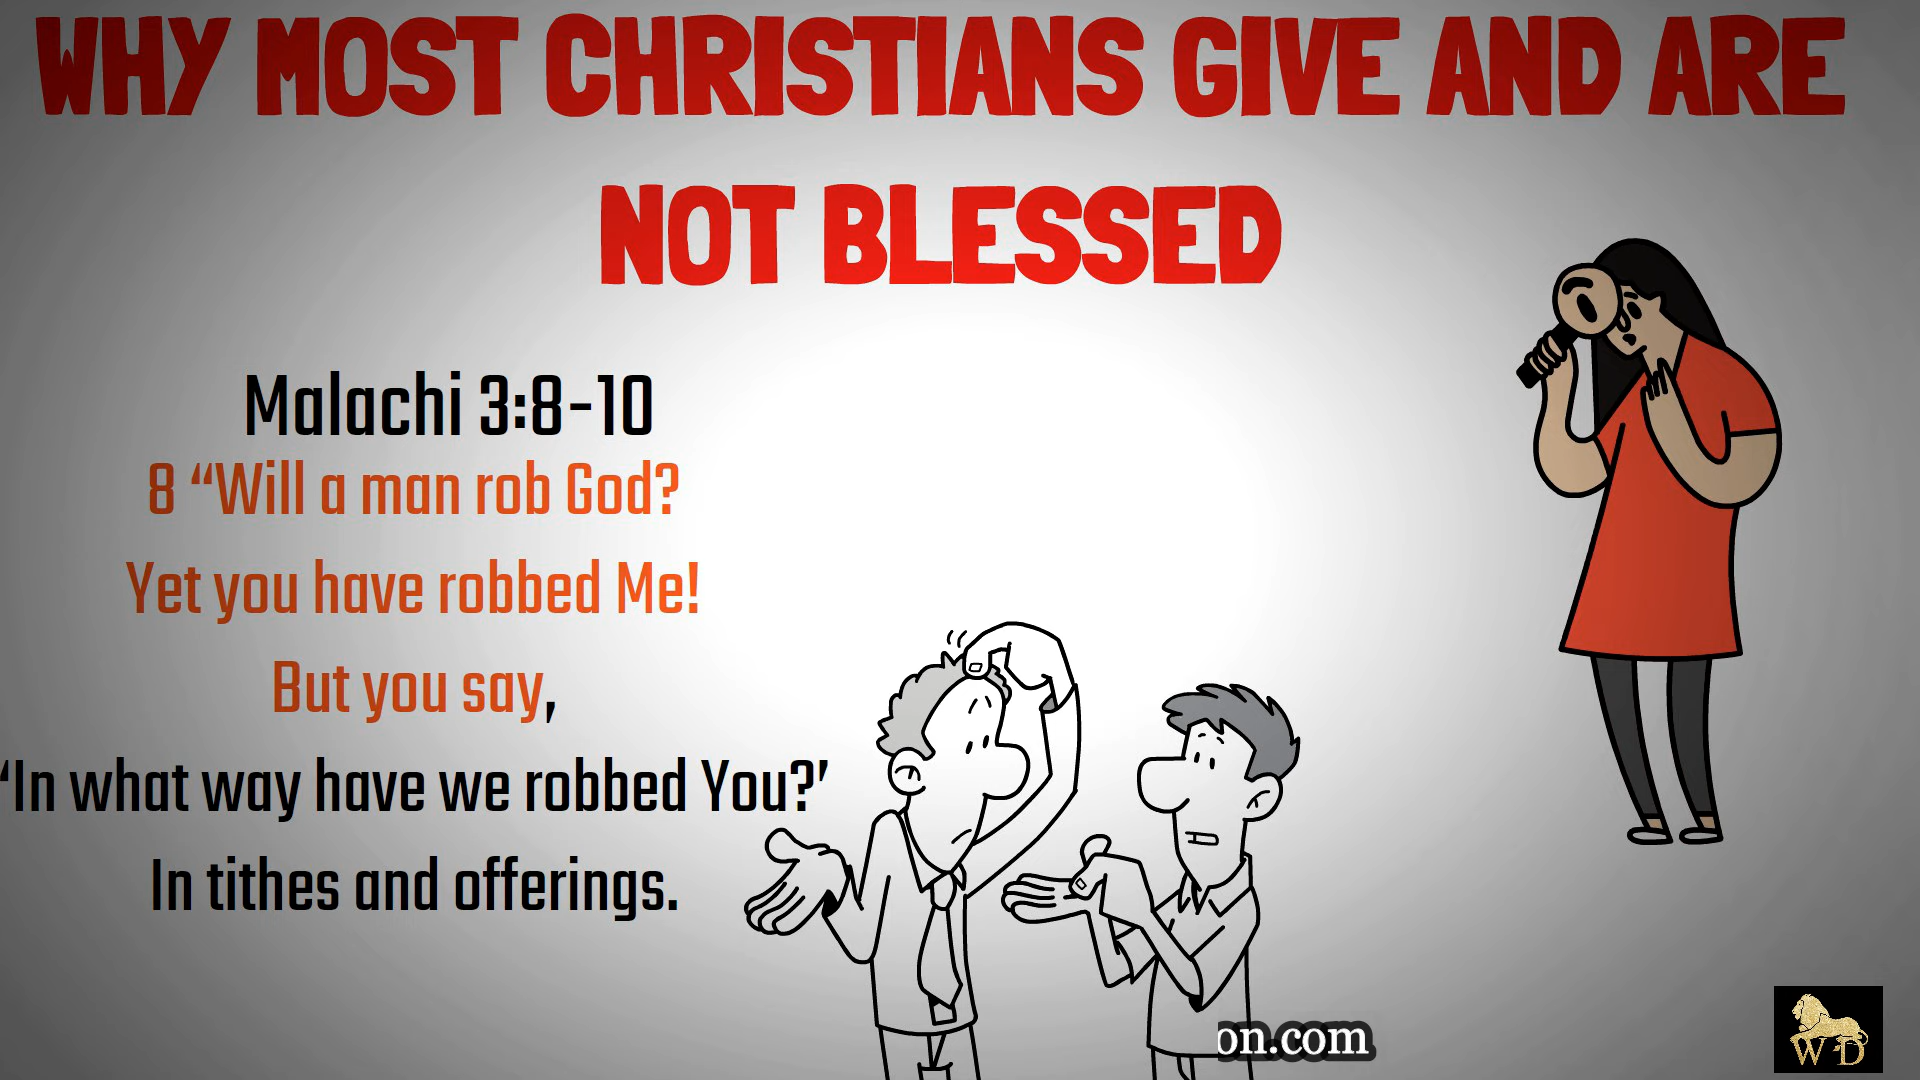 WHY MOST CHRISTIANS GIVE AND ARE
NOT BLESSED
Malachi 3:8-10
8 “Will a man rob God?
Yet you have robbed Me!
But you say,
‘In what way have we robbed You?’
In tithes and offerings.
on.com
W D